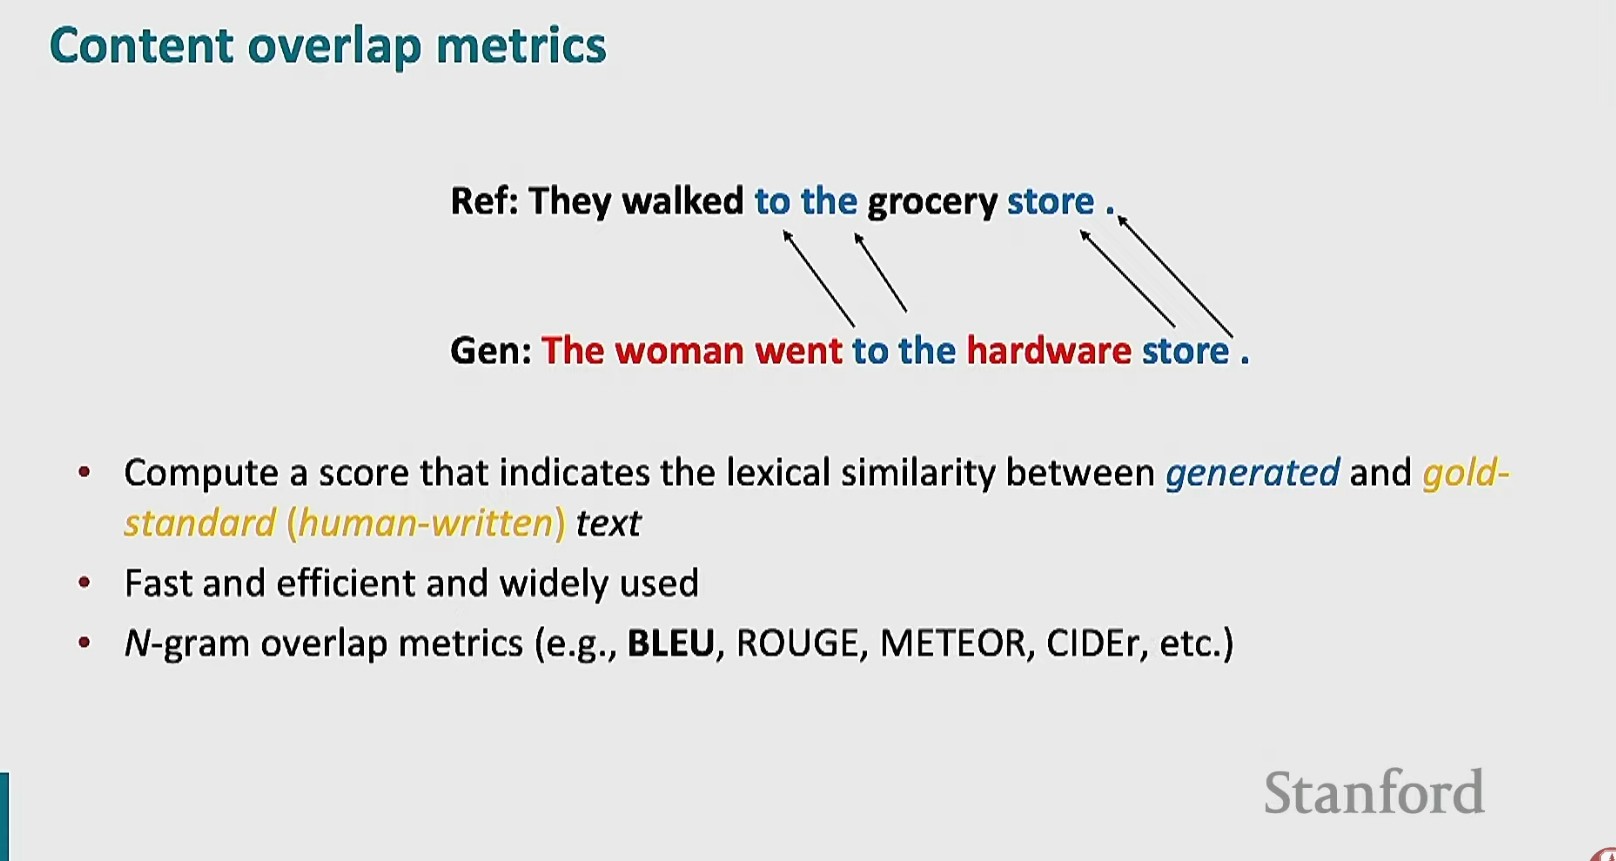 Content overlap metrics
Ref: They walked to the grocery store .
Gen: The woman went to the hardware store .
• Compute a score that indicates the lexical similarity between generated and gold-
standard (human-written) text
• Fast and efficient and widely used
• N-gram overlap metrics (e.g., BLEU, ROUGE, METEOR, CIDEr, etc.)
Stanford